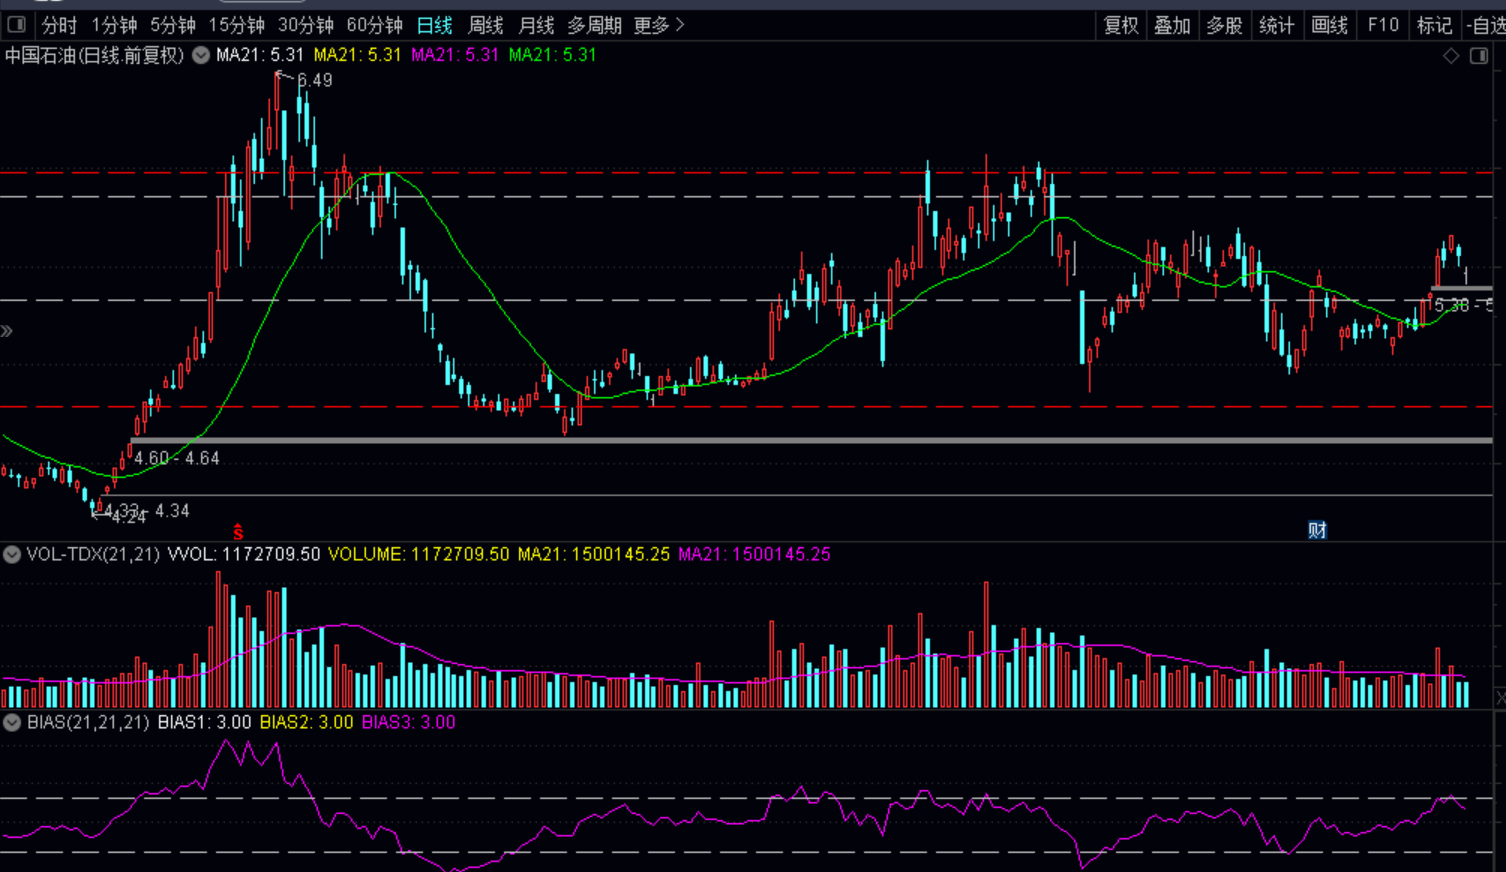 分时 1分钟 5分钟 15分钟 30分钟 60分钟 日线 周线 月线 多周期 更多 复权 叠加 多股 统计 画线 F10 标记 -自选
中国石油(日线.前复权) MA21: 5.31 MA21: 5.31 MA21: 5.31 MA21: 5.31
6.49
5.38 - 5
4.60 - 4.64
4.33 - 4.34
4.24
S
财
VOL-TDX(21,21) VVOL: 1172709.50 VOLUME: 1172709.50 MA21: 1500145.25 MA21: 1500145.25
BIAS(21,21,21) BIAS1: 3.00 BIAS2: 3.00 BIAS3: 3.00